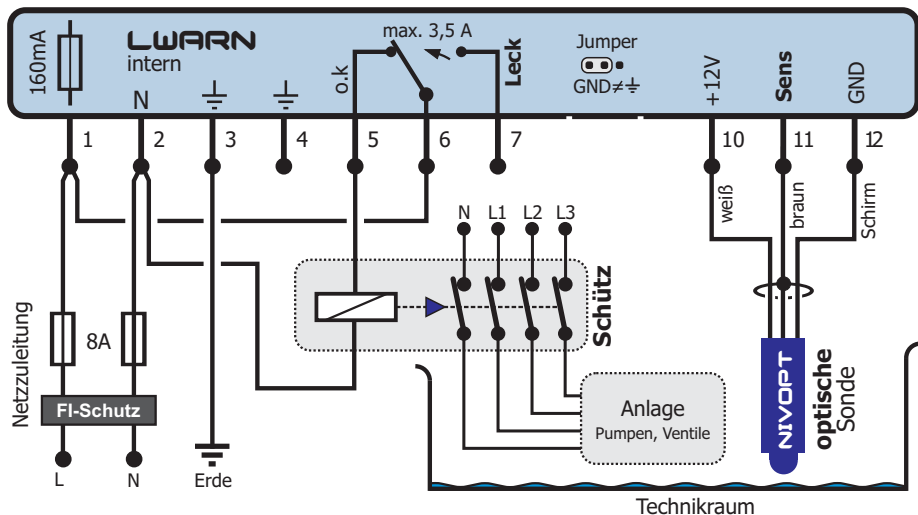 160mA
LWARN
intern
N
max. 3,5 A
o.k
Leck
Jumper
GND≠⏚
+12V
Sens
GND
1
2
3
4
5
6
7
10
11
12
weiß
braun
Schirm
N
L1
L2
L3
Schütz
Netzzuleitung
8A
FI-Schutz
L
N
Erde
Anlage
Pumpen, Ventile
NIVOPT
optische
Sonde
Technikraum